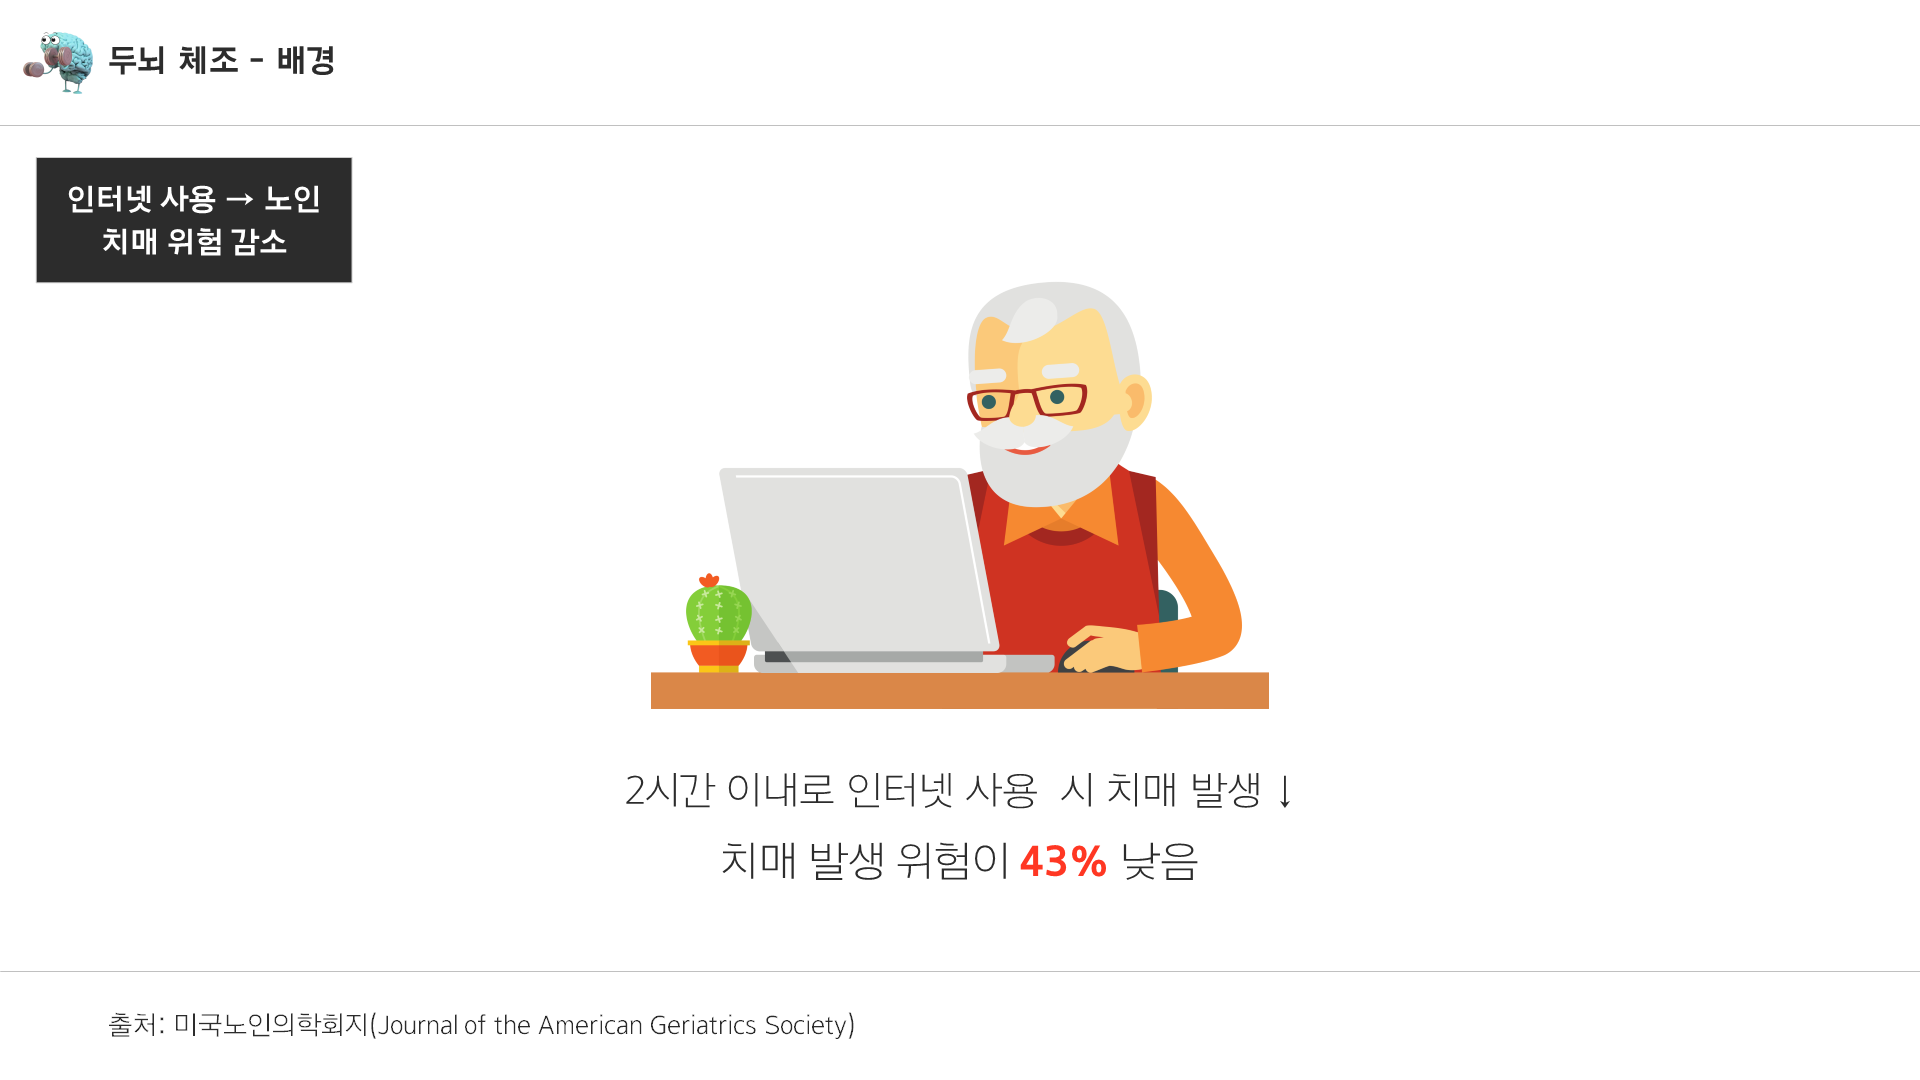 두뇌 체조 - 배경
인터넷 사용 → 노인
치매 위험 감소
2시간 이내로 인터넷 사용 시 치매 발생 ↓
치매 발생 위험이 43% 낮음
출처: 미국노인의학회지(Journal of the American Geriatrics Society)